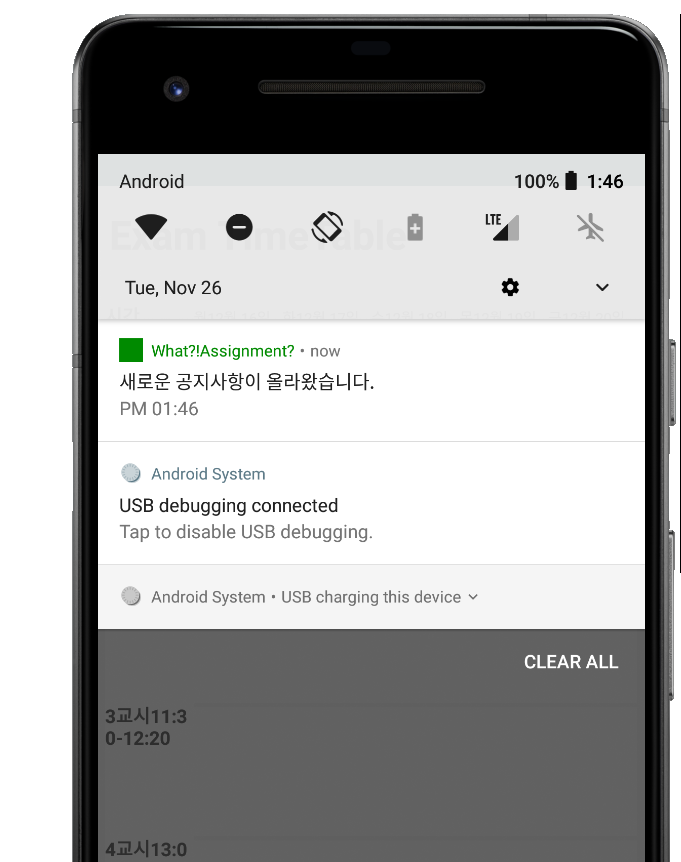 Android 100% 1:46
Exam TimeTable
LTE
Tue, Nov 26
What?!Assignment? • now
새로운 공지사항이 올라왔습니다.
PM 01:46
Android System
USB debugging connected
Tap to disable USB debugging.
Android System • USB charging this device
CLEAR ALL
3교시11:3
0-12:20
4교시13:0